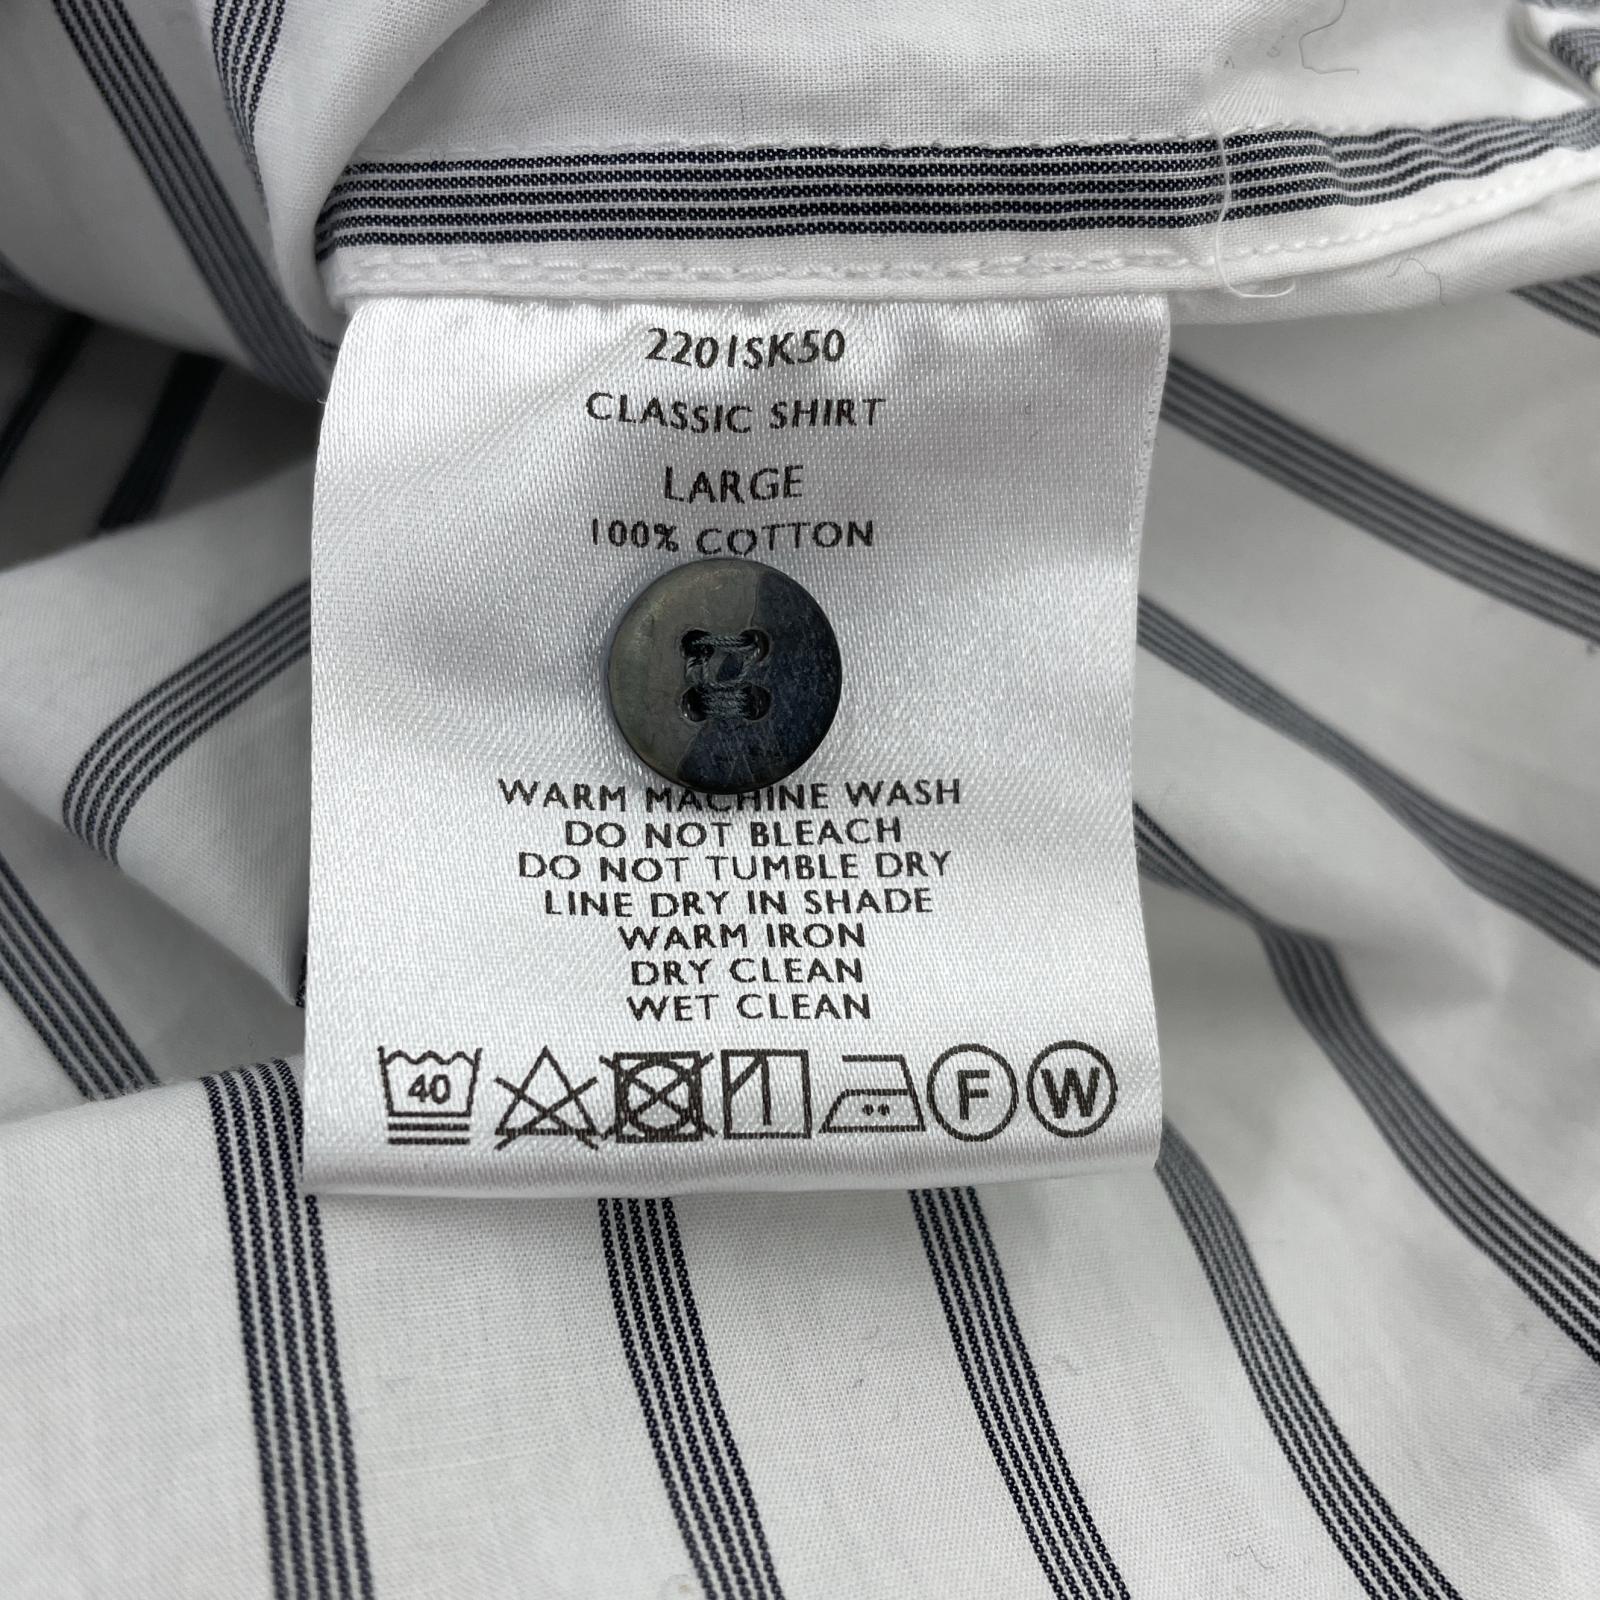 2201SK50
CLASSIC SHIRT
LARGE
100% COTTON
WARM MACHINE WASH
DO NOT BLEACH
DO NOT TUMBLE DRY
LINE DRY IN SHADE
WARM IRON
DRY CLEAN
WET CLEAN
40 F W